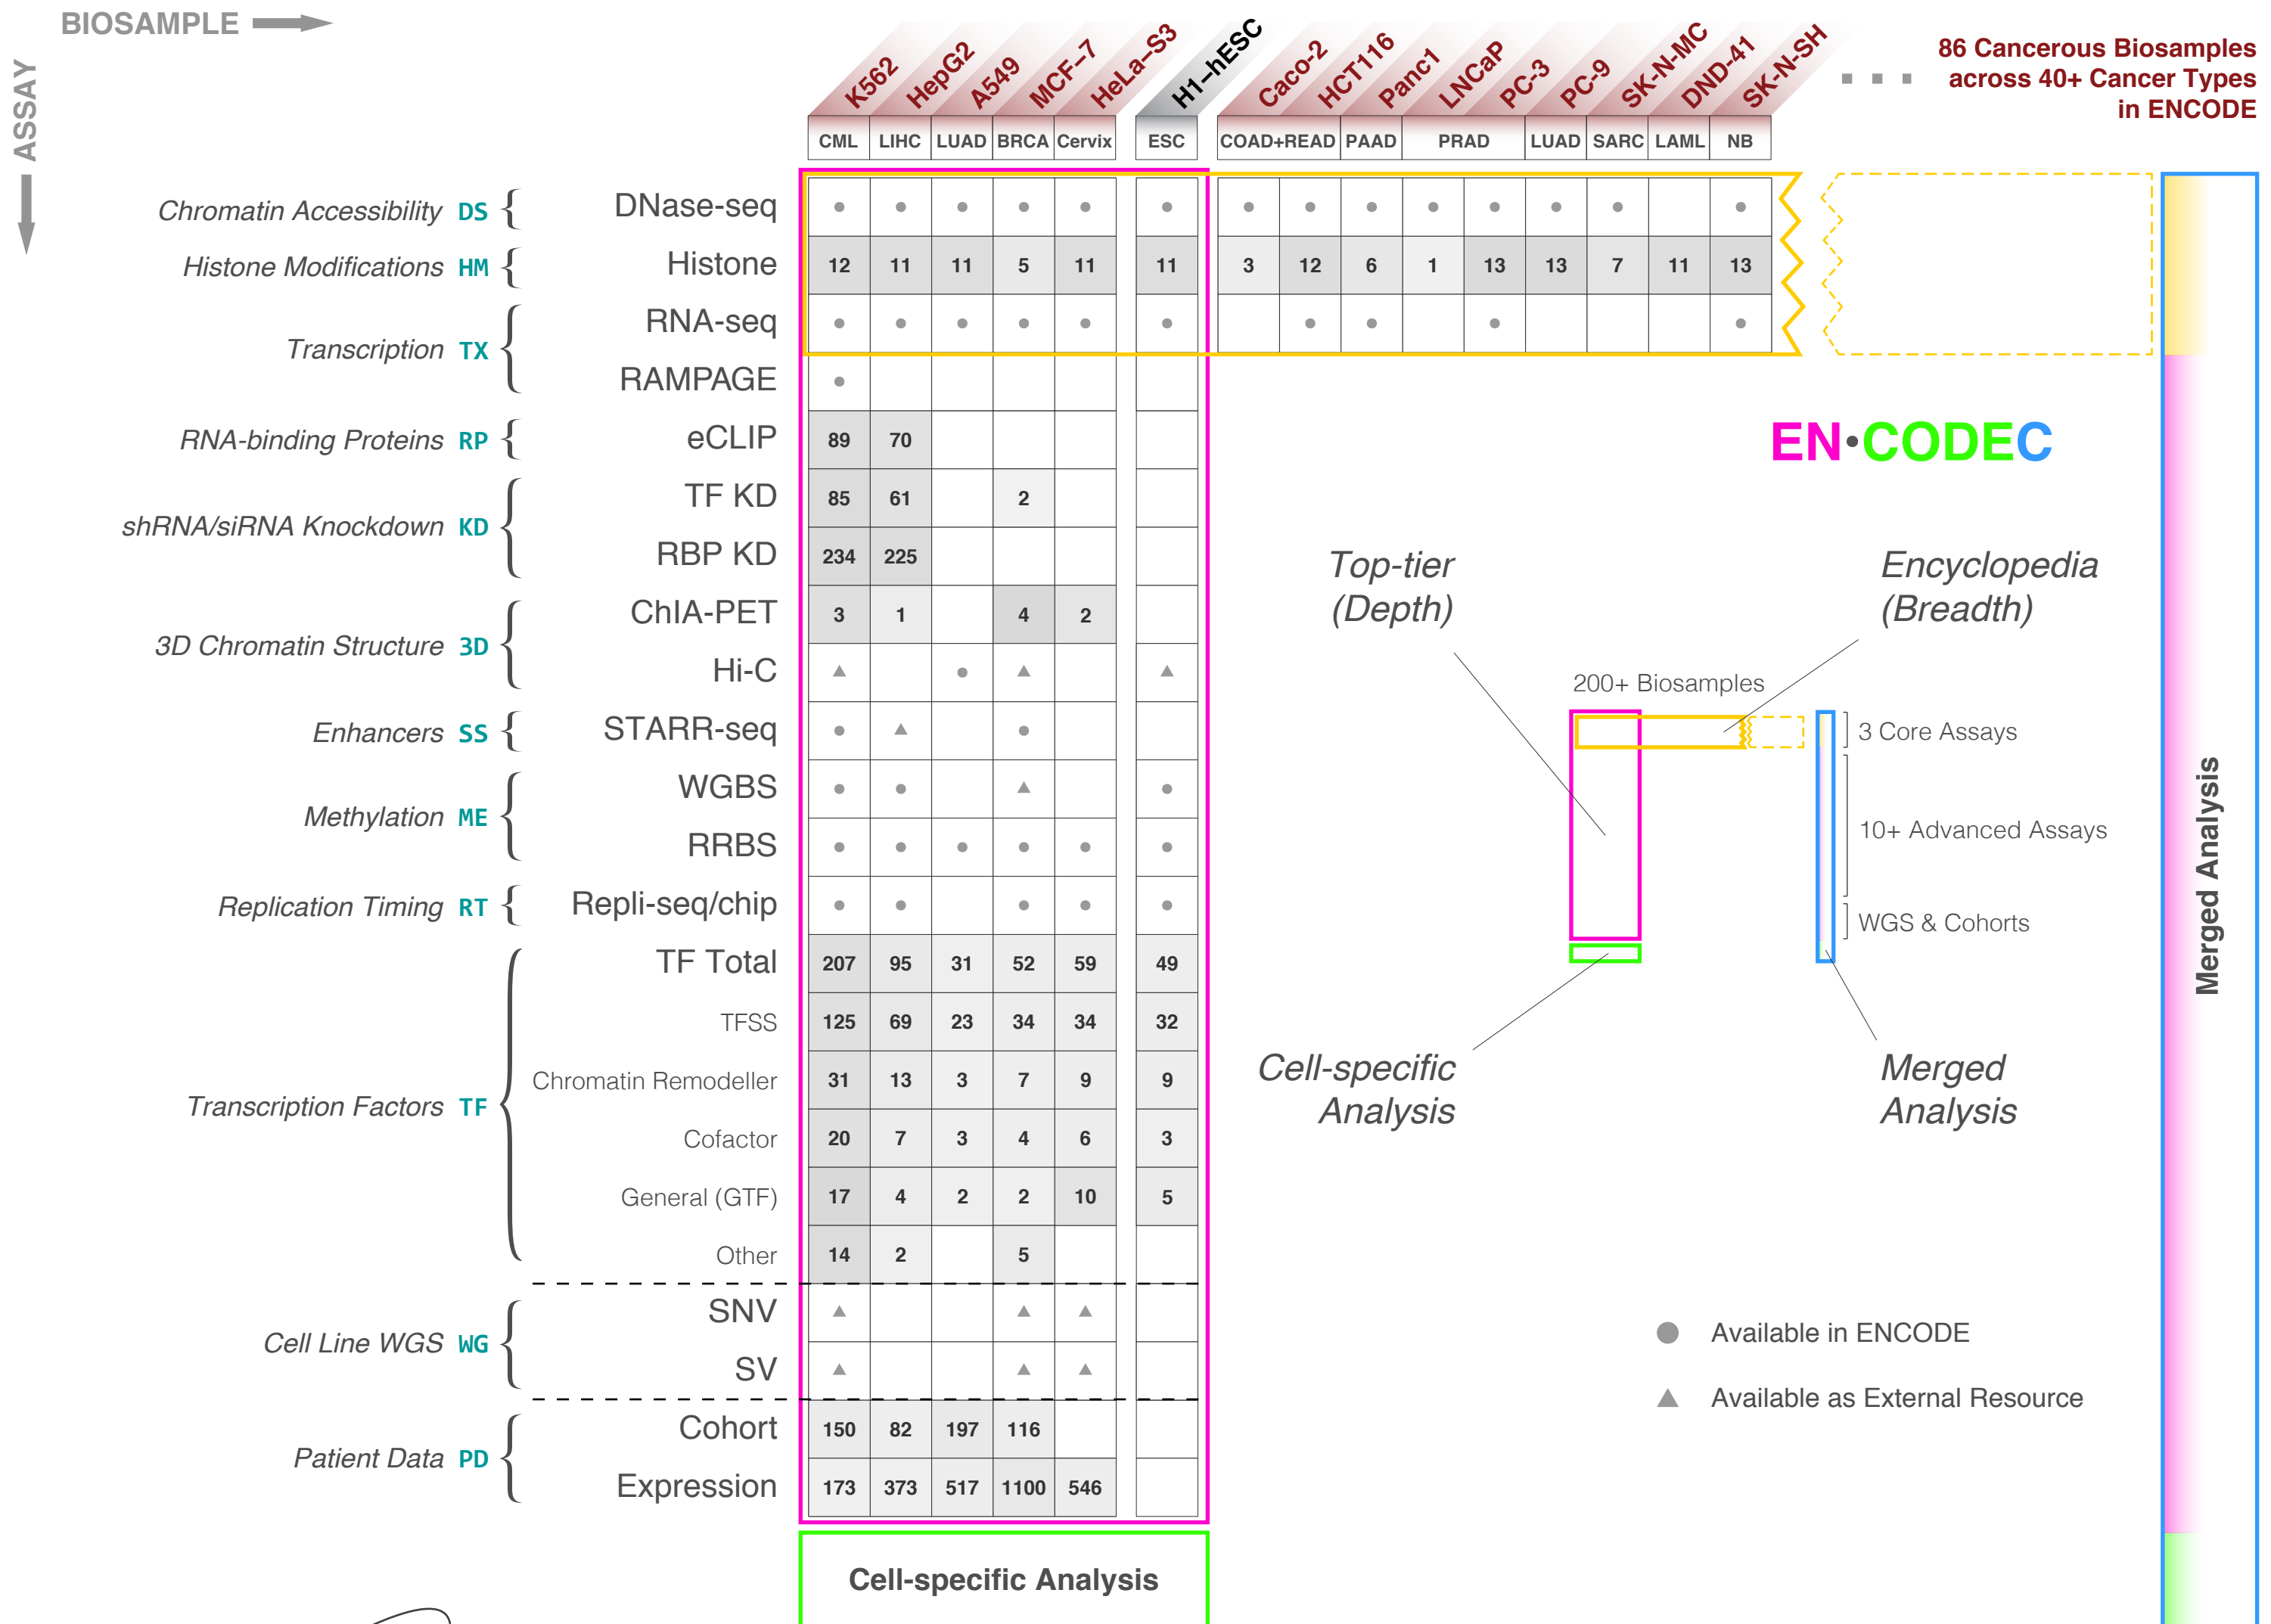 BIOSAMPLE
ASSAY
K562
HepG2
A549
MCF–7
HeLa–S3
H1–hESC
Caco-2
HCT116
Panc1
LNCaP
PC-3
PC-9
SK-N-MC
DND-41
SK-N-SH
86 Cancerous Biosamples
across 40+ Cancer Types
in ENCODE
CML LIHC LUAD BRCA Cervix ESC COAD+READ PAAD PRAD LUAD SARC LAML NB
Chromatin Accessibility DS DNase-seq
Histone Modifications HM Histone 12 11 11 5 11 11 3 12 6 1 13 13 7 11 13
Transcription TX
RNA-seq
RAMPAGE
RNA-binding Proteins RP eCLIP 89 70
shRNA/siRNA Knockdown KD
TF KD 85 61 2
RBP KD 234 225
3D Chromatin Structure 3D
ChIA-PET 3 1 4 2
Hi-C
Enhancers SS STARR-seq
Methylation ME
WGBS
RRBS
Replication Timing RT Repli-seq/chip
Transcription Factors TF
TF Total 207 95 31 52 59 49
TFSS 125 69 23 34 34 32
Chromatin Remodeller 31 13 3 7 9 9
Cofactor 20 7 3 4 6 3
General (GTF) 17 4 2 2 10 5
Other 14 2 5
Cell Line WGS WG
SNV
SV
Patient Data PD
Cohort 150 82 197 116
Expression 173 373 517 1100 546
Cell-specific Analysis
EN•CODEC
Top-tier
(Depth)
Encyclopedia
(Breadth)
200+ Biosamples
3 Core Assays
10+ Advanced Assays
WGS & Cohorts
Cell-specific
Analysis
Merged
Analysis
Available in ENCODE
Available as External Resource
Merged Analysis